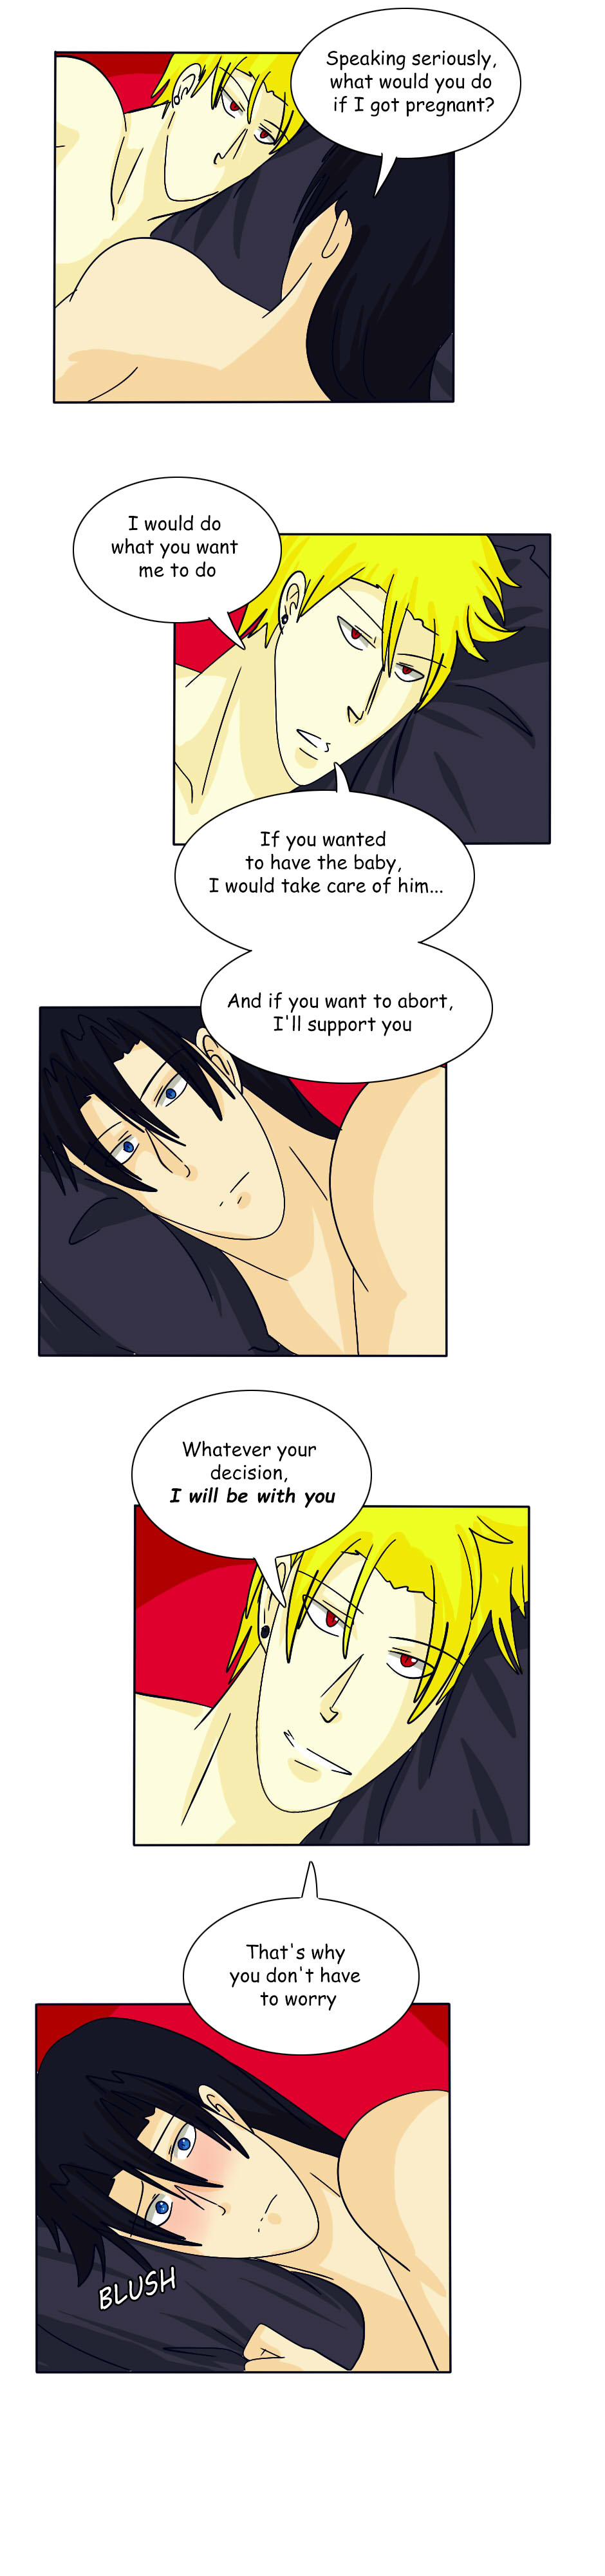 Speaking seriously,
what would you do
if I got pregnant?
I would do
what you want
me to do
If you wanted
to have the baby,
I would take care of him...
And if you want to abort,
I'll support you
Whatever your
decision,
I will be with you
That's why
you don't have
to worry
BLUSH